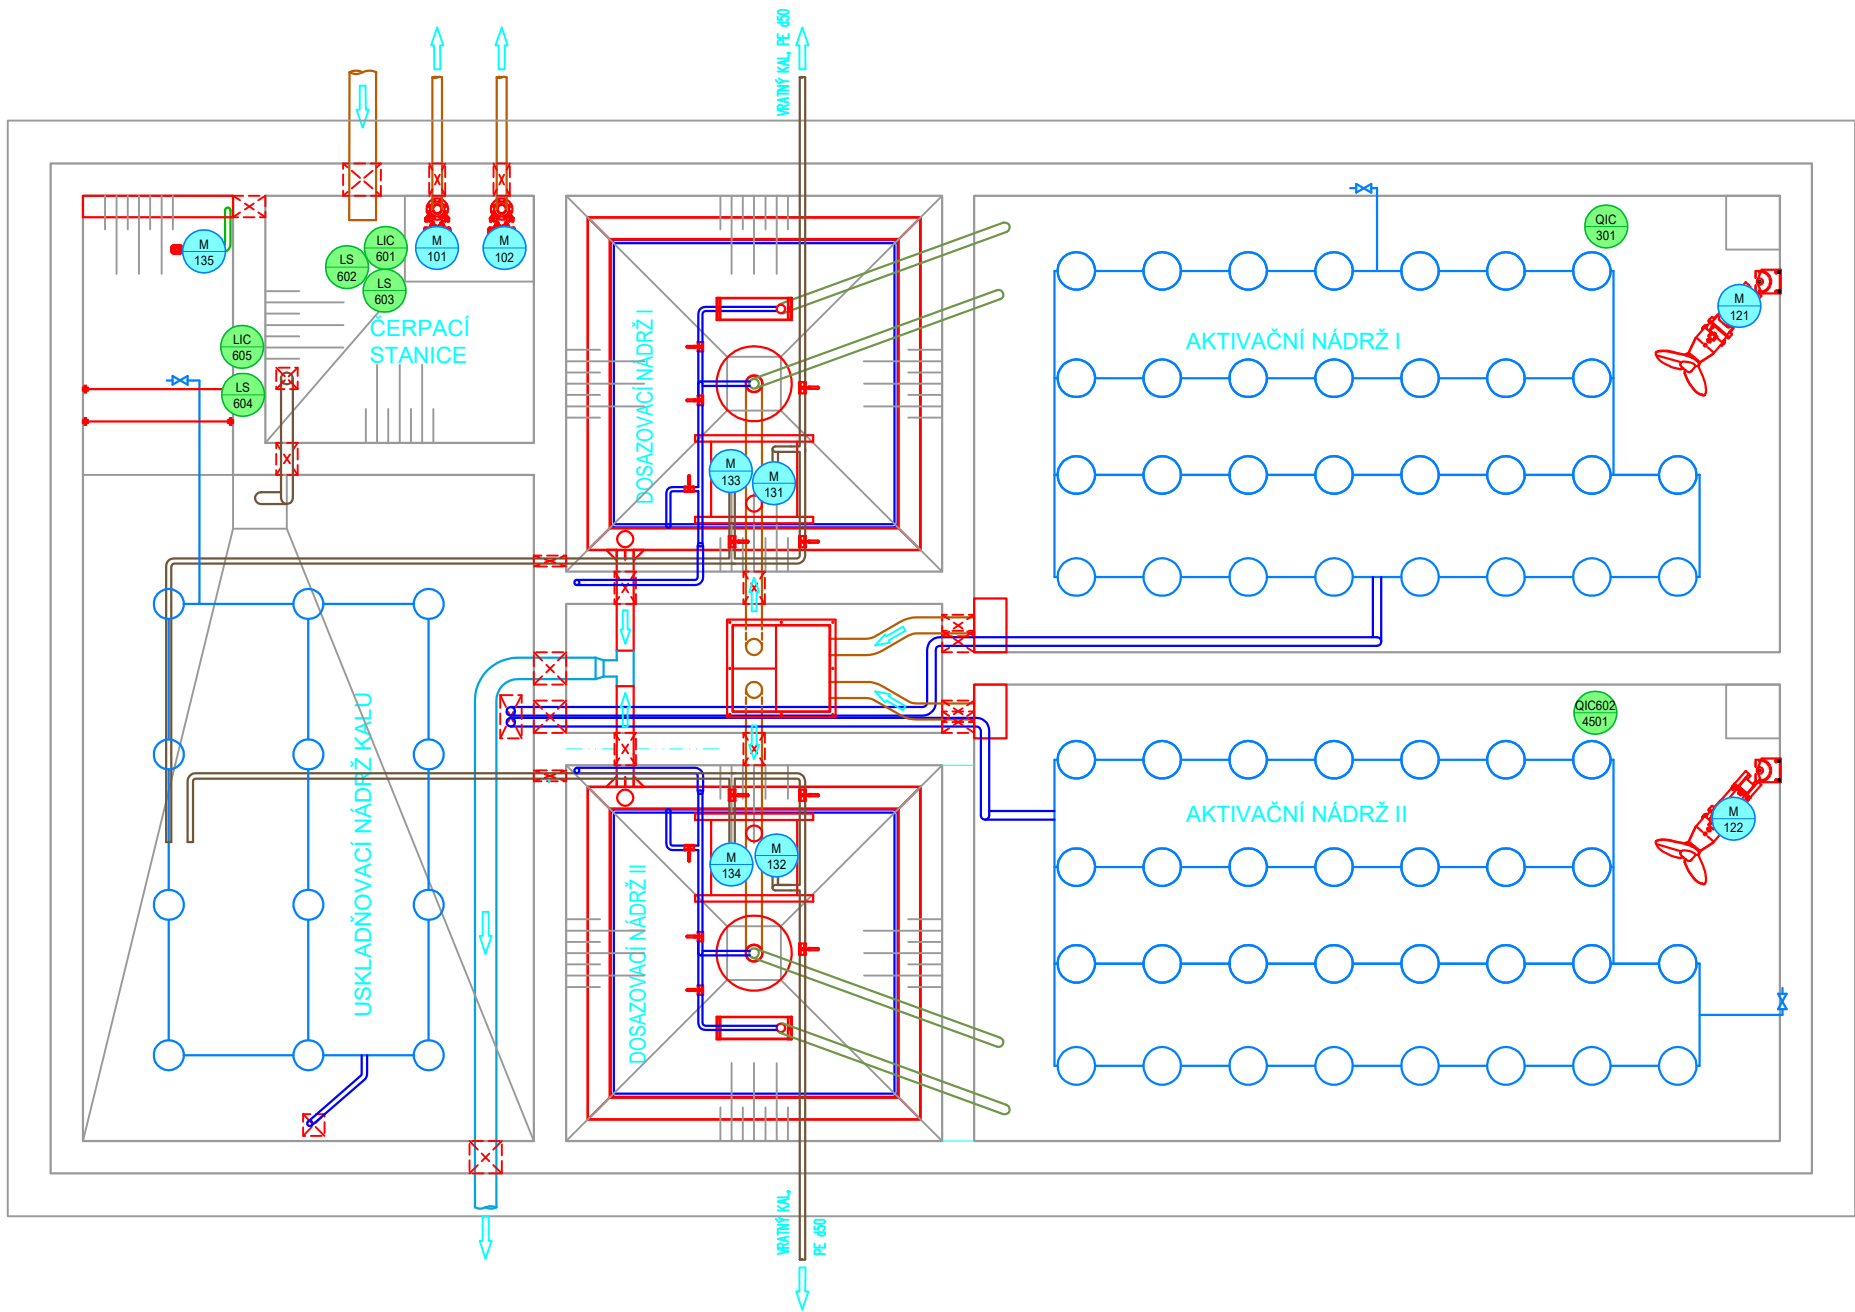 VRATNÝ KAL, PE d50
M
135
LIC
601
LS
602
LS
603
M
101
M
102
QIC
301
M
121
ČERPACÍ
STANICE
LIC
605
LS
604
DOSAZOVACÍ NÁDRŽ I
AKTIVAČNÍ NÁDRŽ I
M
133
M
131
USKLADŇOVACÍ NÁDRŽ KALU
QIC602
4501
AKTIVAČNÍ NÁDRŽ II
M
122
M
134
M
132
DOSAZOVACÍ NÁDRŽ II
VRATNÝ KAL,
PE d50